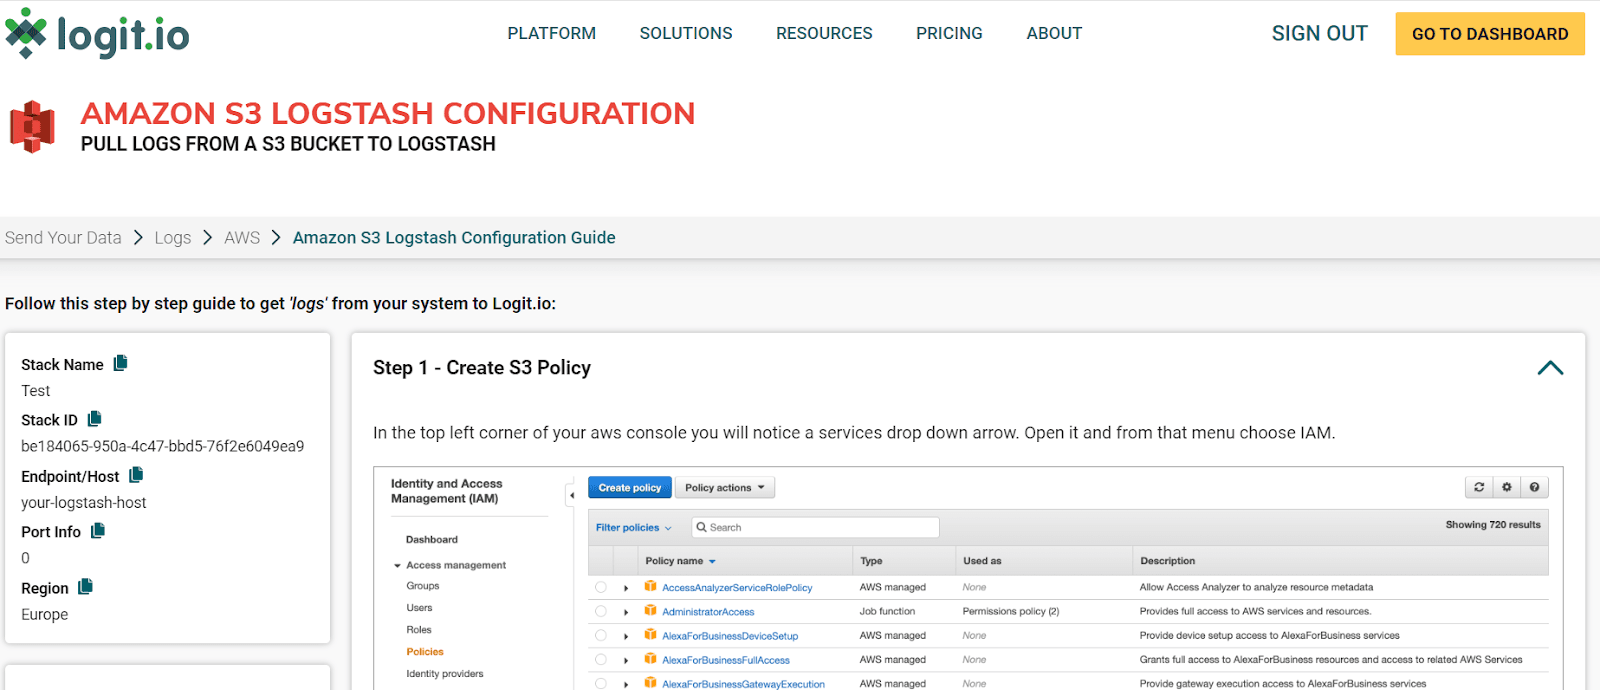 logit.io
PLATFORM SOLUTIONS RESOURCES PRICING ABOUT SIGN OUT GO TO DASHBOARD
AMAZON S3 LOGSTASH CONFIGURATION
PULL LOGS FROM A S3 BUCKET TO LOGSTASH
Send Your Data Logs AWS Amazon S3 Logstash Configuration Guide
Follow this step by step guide to get 'logs' from your system to Logit.io:
Stack Name
Test
Stack ID
be184065-950a-4c47-bbd5-76f2e6049ea9
Endpoint/Host
your-logstash-host
Port Info
0
Region
Europe
Step 1 - Create S3 Policy
In the top left corner of your aws console you will notice a services drop down arrow. Open it and from that menu choose IAM.
Identity and Access
Management (IAM)
Dashboard
Access management
Groups
Users
Roles
Policies
Identity providers
Create policy Policy actions
Filter policies Search Showing 720 results
Policy name Type Used as Description
AccessAnalyzerServiceRolePolicy AWS managed None Allow Access Analyzer to analyze resource metadata
AdministratorAccess Job function Permissions policy (2) Provides full access to AWS services and resources.
AlexaForBusinessDeviceSetup AWS managed None Provide device setup access to AlexaForBusiness services
AlexaForBusinessFullAccess AWS managed None Grants full access to AlexaForBusiness resources and access to related AWS Services
AlexaForBusinessGatewayExecution AWS managed None Provide gateway execution access to AlexaForBusiness services